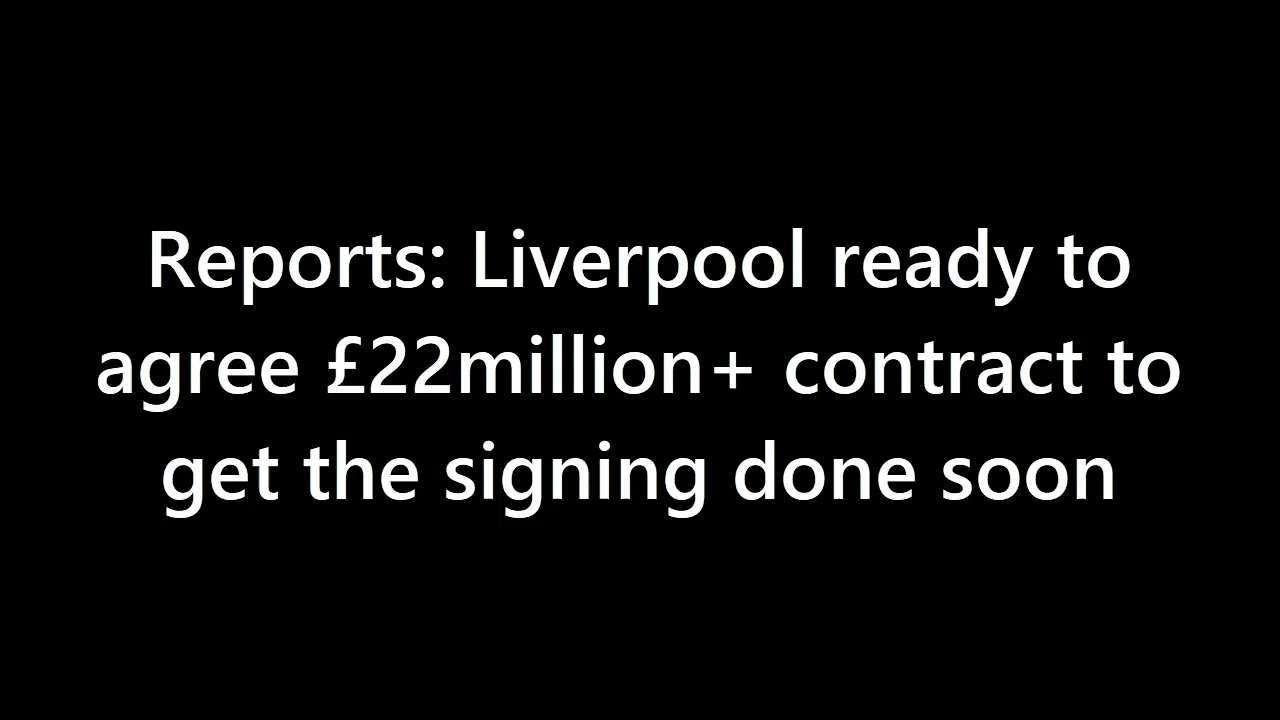 Reports: Liverpool ready to
agree £22million+ contract to
get the signing done soon